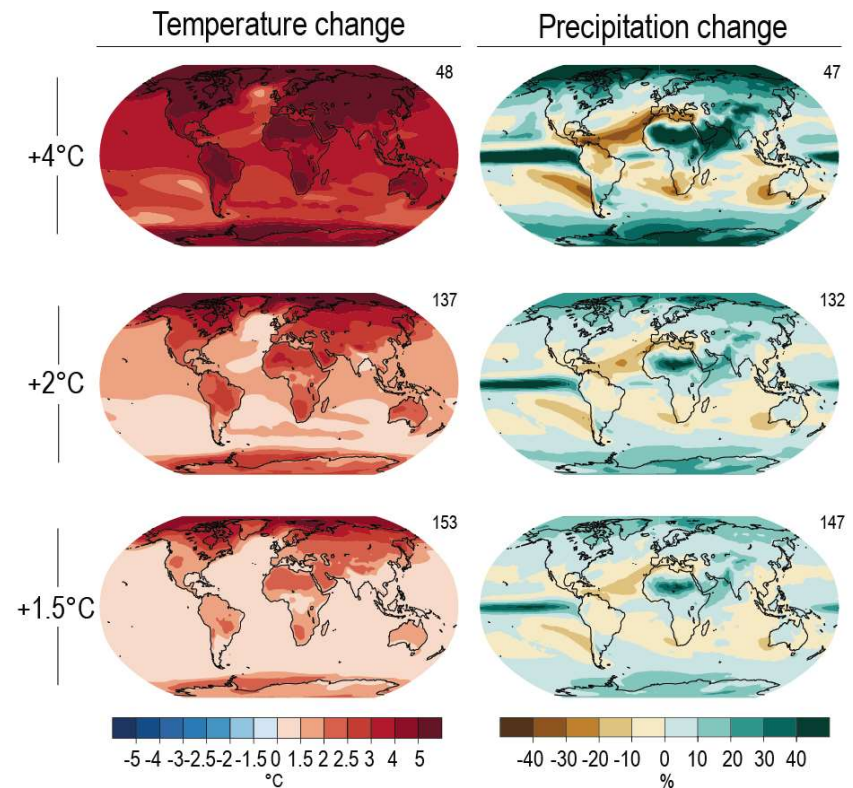 Temperature change
Precipitation change
48
47
+4°C
137
132
+2°C
153
147
+1.5°C
-5 -4 -3-2.5-2 -1.5 0 1.5 2 2.5 3 4 5
°C
-40 -30 -20 -10 0 10 20 30 40
%